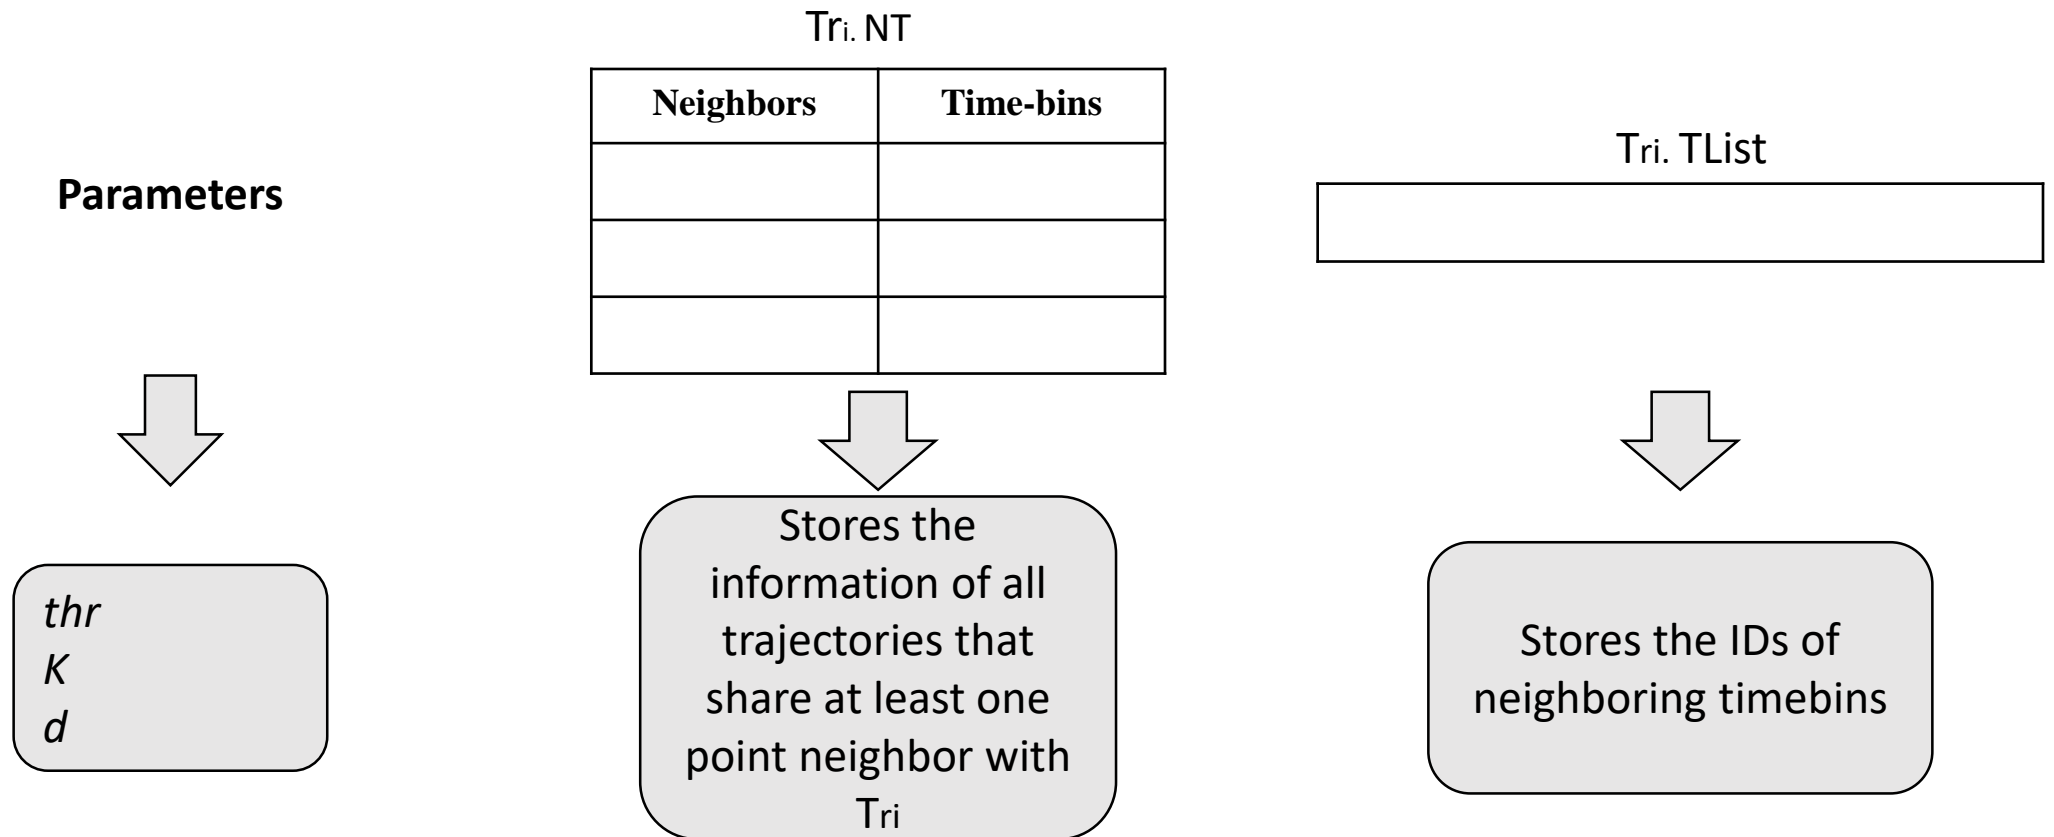 Parameters
thr
K
d
Tri. NT
Neighbors Time-bins
Stores the
information of all
trajectories that
share at least one
point neighbor with
Tri
Tri. TList
Stores the IDs of
neighboring timebins